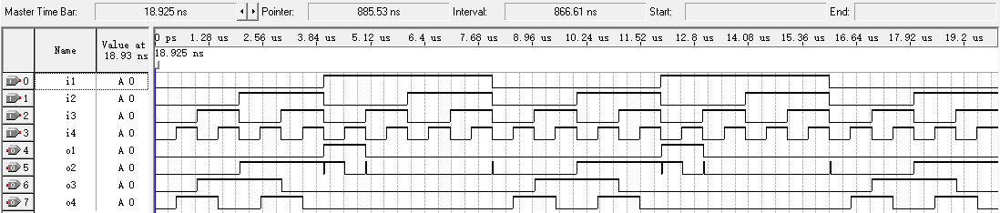 Master Time Bar: 18.925 ns Pointer: 885.53 ns Interval: 866.61 ns Start: End:
Name Value at 18.93 ns 0 ps 1.28 us 2.56 us 3.84 us 5.12 us 6.4 us 7.68 us 8.96 us 10.24 us 11.52 us 12.8 us 14.08 us 15.36 us 16.64 us 17.92 us 19.2 us
18.925 ns
0 i1 A 0
1 i2 A 0
2 i3 A 0
3 i4 A 0
4 o1 A 0
5 o2 A 0
6 o3 A 0
7 o4 A 0